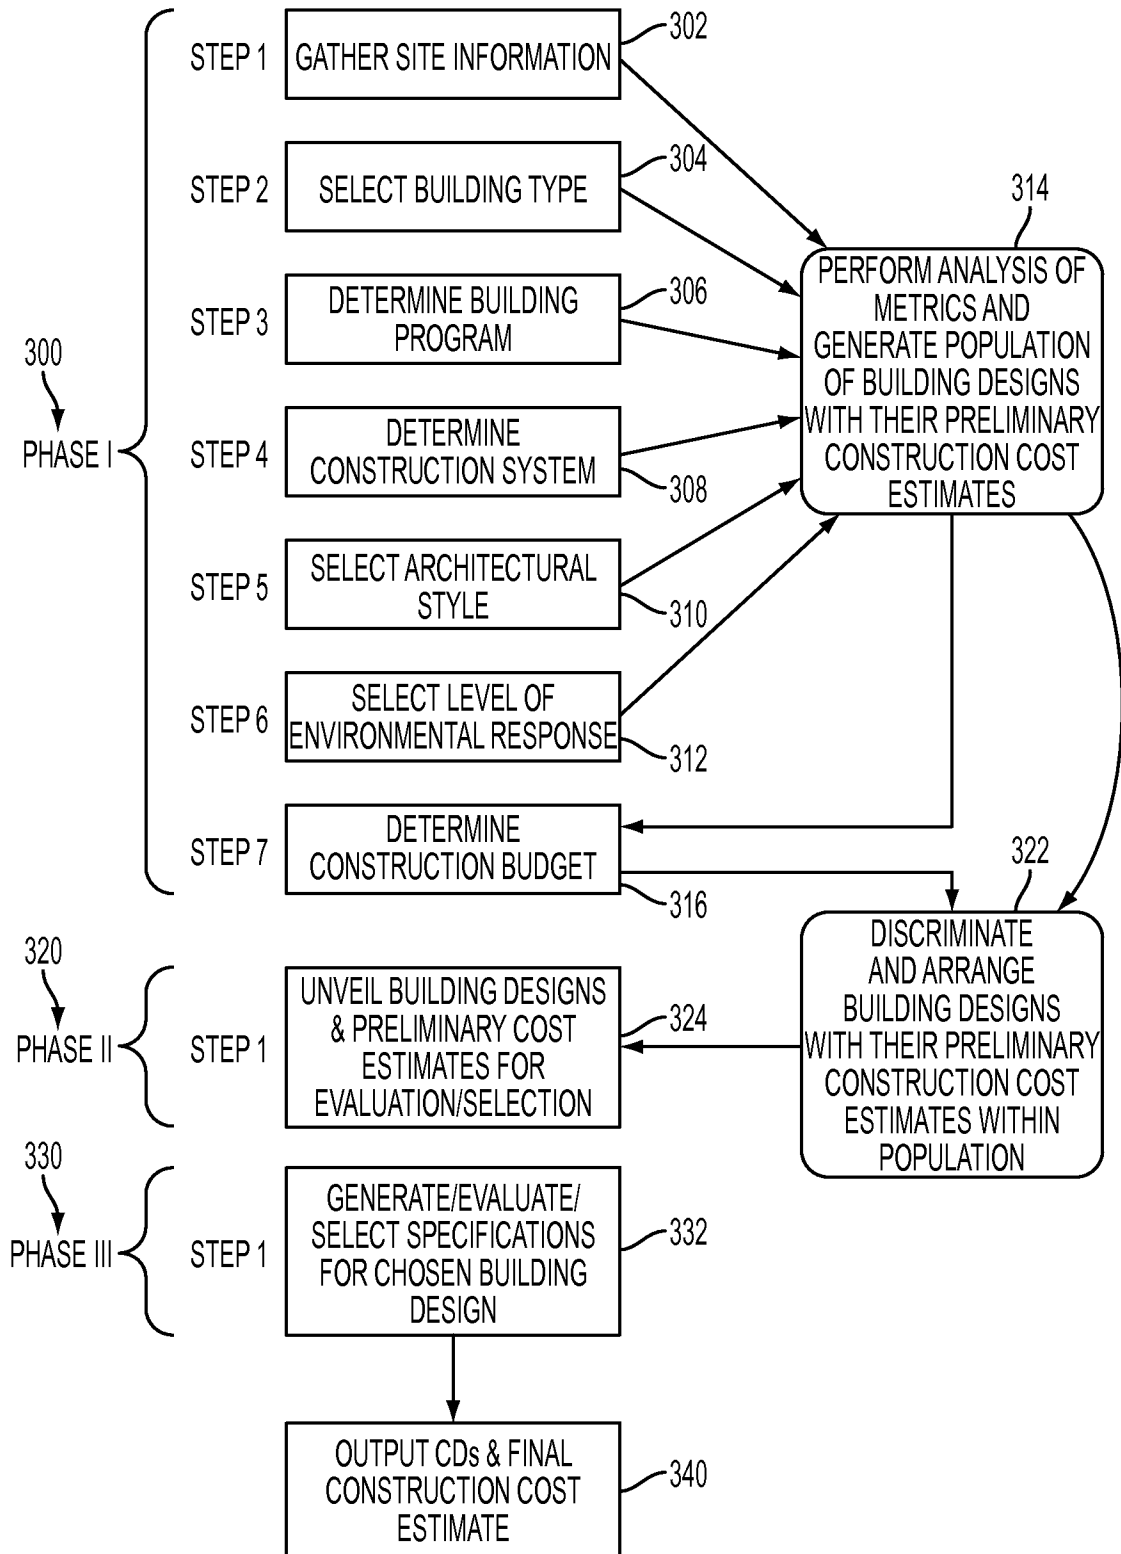 STEP 1
GATHER SITE INFORMATION
302
STEP 2
SELECT BUILDING TYPE
304
314
PERFORM ANALYSIS OF
METRICS AND
GENERATE POPULATION
OF BUILDING DESIGNS
WITH THEIR PRELIMINARY
CONSTRUCTION COST
ESTIMATES
STEP 3
DETERMINE BUILDING
PROGRAM
306
300
PHASE I
STEP 4
DETERMINE
CONSTRUCTION SYSTEM
308
STEP 5
SELECT ARCHITECTURAL
STYLE
310
STEP 6
SELECT LEVEL OF
ENVIRONMENTAL RESPONSE
312
STEP 7
DETERMINE
CONSTRUCTION BUDGET
316
322
DISCRIMINATE
AND ARRANGE
BUILDING DESIGNS
WITH THEIR PRELIMINARY
CONSTRUCTION COST
ESTIMATES WITHIN
POPULATION
320
PHASE II
STEP 1
UNVEIL BUILDING DESIGNS
& PRELIMINARY COST
ESTIMATES FOR
EVALUATION/SELECTION
324
330
PHASE III
STEP 1
GENERATE/EVALUATE/
SELECT SPECIFICATIONS
FOR CHOSEN BUILDING
DESIGN
332
OUTPUT CDs & FINAL
CONSTRUCTION COST
ESTIMATE
340